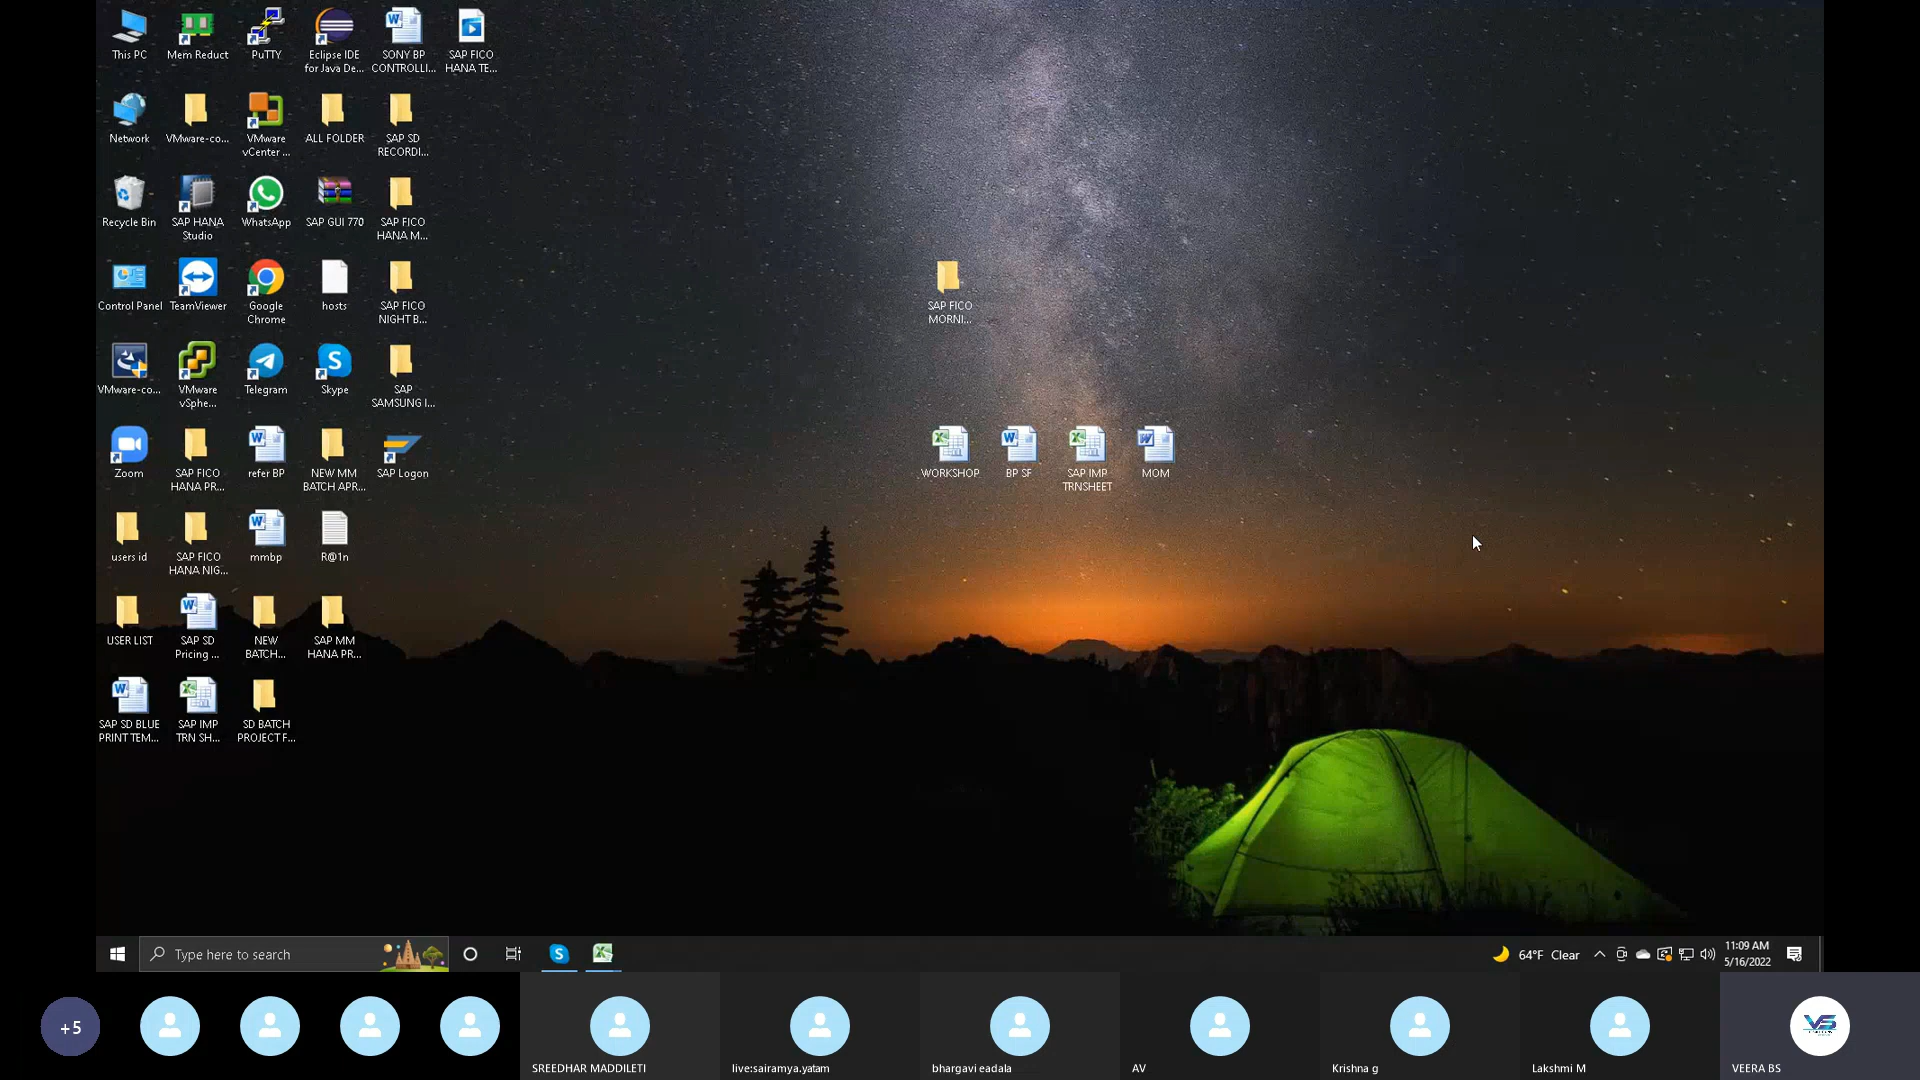 This PC
Mem Reduct
PuTTY
Eclipse IDE
for Java De...
SONY BP
CONTROLLI...
SAP FICO
HANA TE...
Network
VMware-co...
VMware
vCenter ...
ALL FOLDER
SAP SD
RECORDI...
Recycle Bin
SAP HANA
Studio
WhatsApp
SAP GUI 770
SAP FICO
HANA M...
Control Panel
TeamViewer
Google
Chrome
hosts
SAP FICO
NIGHT B...
SAP FICO
MORNI...
VMware-co...
VMware
vSphe...
Telegram
Skype
SAP
SAMSUNG I...
Zoom
SAP FICO
HANA PR...
refer BP
NEW MM
BATCH APR...
SAP Logon
WORKSHOP
BP SF
SAP IMP
TRNSHEET
MOM
users id
SAP FICO
HANA NIG...
mmbp
R@1n
USER LIST
SAP SD
Pricing ...
NEW
BATCH...
SAP MM
HANA PR...
SAP SD BLUE
PRINT TEM...
SAP IMP
TRN SH...
SD BATCH
PROJECT F...
Type here to search
64°F Clear
11:09 AM
5/16/2022
+5
SREEDHAR MADDILETI
live:sairamya.yatam
bhargavi eadala
AV
Krishna g
Lakshmi M
VEERA BS
VS